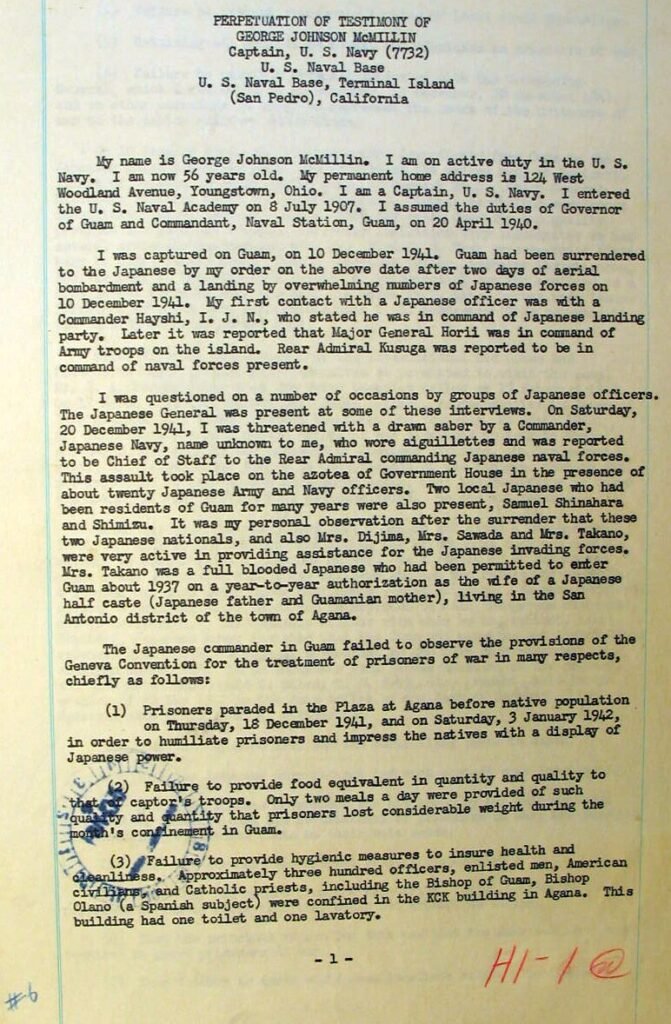 PERPETUATION OF TESTIMONY OF
GEORGE JOHNSON McMILLIN
Captain, U. S. Navy (7732)
U. S. Naval Base
U. S. Naval Base, Terminal Island
(San Pedro), California
My name is George Johnson McMillin. I am on active duty in the U. S.
Navy. I am now 56 years old. My permanent home address is 124 West
Woodland Avenue, Youngstown, Ohio. I am a Captain, U. S. Navy. I entered
the U. S. Naval Academy on 8 July 1907. I assumed the duties of Governor
of Guam and Commandant, Naval Station, Guam, on 20 April 1940.
I was captured on Guam, on 10 December 1941. Guam had been surrendered
to the Japanese by my order on the above date after two days of aerial
bombardment and a landing by overwhelming numbers of Japanese forces on
10 December 1941. My first contact with a Japanese officer was with a
Commander Hayshi, I. J. N., who stated he was in command of Japanese landing
party. Later it was reported that Major General Horii was in command of
Army troops on the island. Rear Admiral Kusuga was reported to be in
command of naval forces present.
I was questioned on a number of occasions by groups of Japanese officers.
The Japanese General was present at some of these interviews. On Saturday,
20 December 1941, I was threatened with a drawn saber by a Commander,
Japanese Navy, name unknown to me, who wore aiguillettes and was reported
to be Chief of Staff to the Rear Admiral commanding Japanese naval forces.
This assault took place on the azotea of Government House in the presence of
about twenty Japanese Army and Navy officers. Two local Japanese who had
been residents of Guam for many years were also present, Samuel Shinahara
and Shimizu. It was my personal observation after the surrender that these
two Japanese nationals, and also Mrs. Dijima, Mrs. Sawada and Mrs. Takano,
were very active in providing assistance for the Japanese invading forces.
Mrs. Takano was a full blooded Japanese who had been permitted to enter
Guam about 1937 on a year-to-year authorization as the wife of a Japanese
half caste (Japanese father and Guamanian mother), living in the San
Antonio district of the town of Agana.
The Japanese commander in Guam failed to observe the provisions of the
Geneva Convention for the treatment of prisoners of war in many respects,
chiefly as follows:
(1) Prisoners paraded in the Plaza at Agana before native population
on Thursday, 18 December 1941, and on Saturday, 3 January 1942,
in order to humiliate prisoners and impress the natives with a display of
Japanese power.
(2) Failure to provide food equivalent in quantity and quality to
that of captor's troops. Only two meals a day were provided of such
quality and quantity that prisoners lost considerable weight during the
month's confinement in Guam.
(3) Failure to provide hygienic measures to insure health and
cleanliness. Approximately three hundred officers, enlisted men, American
civilians, and Catholic priests, including the Bishop of Guam, Bishop
Olano (a Spanish subject) were confined in the KCK building in Agana. This
building had one toilet and one lavatory.
- 1 -
H1-1
#6